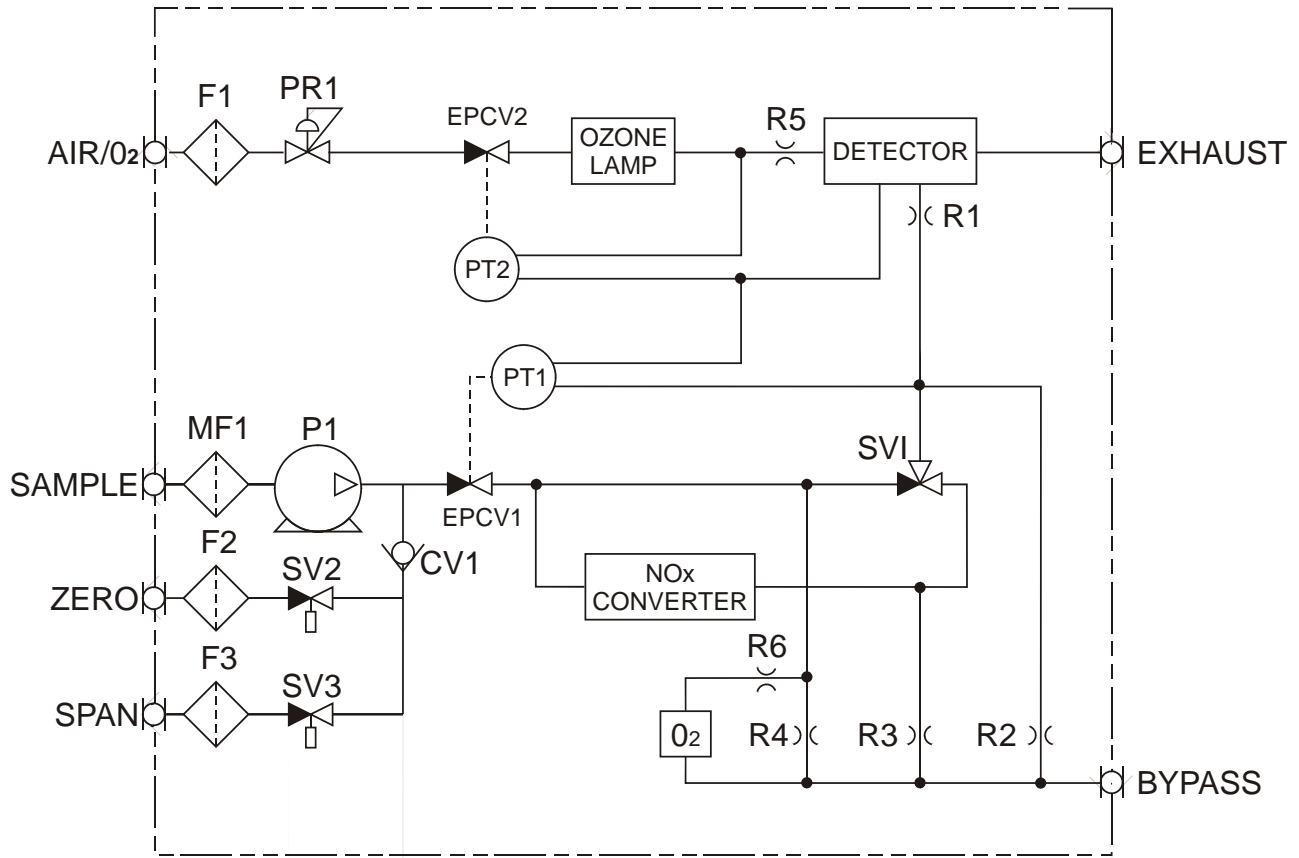 F1
PR1
EPCV2
OZONE
LAMP
R5
DETECTOR
AIR/02
EXHAUST
R1
PT2
PT1
MF1
P1
SVI
SAMPLE
EPCV1
F2
SV2
CV1
NOx
CONVERTER
ZERO
F3
SV3
R6
SPAN
02
R4
R3
R2
BYPASS